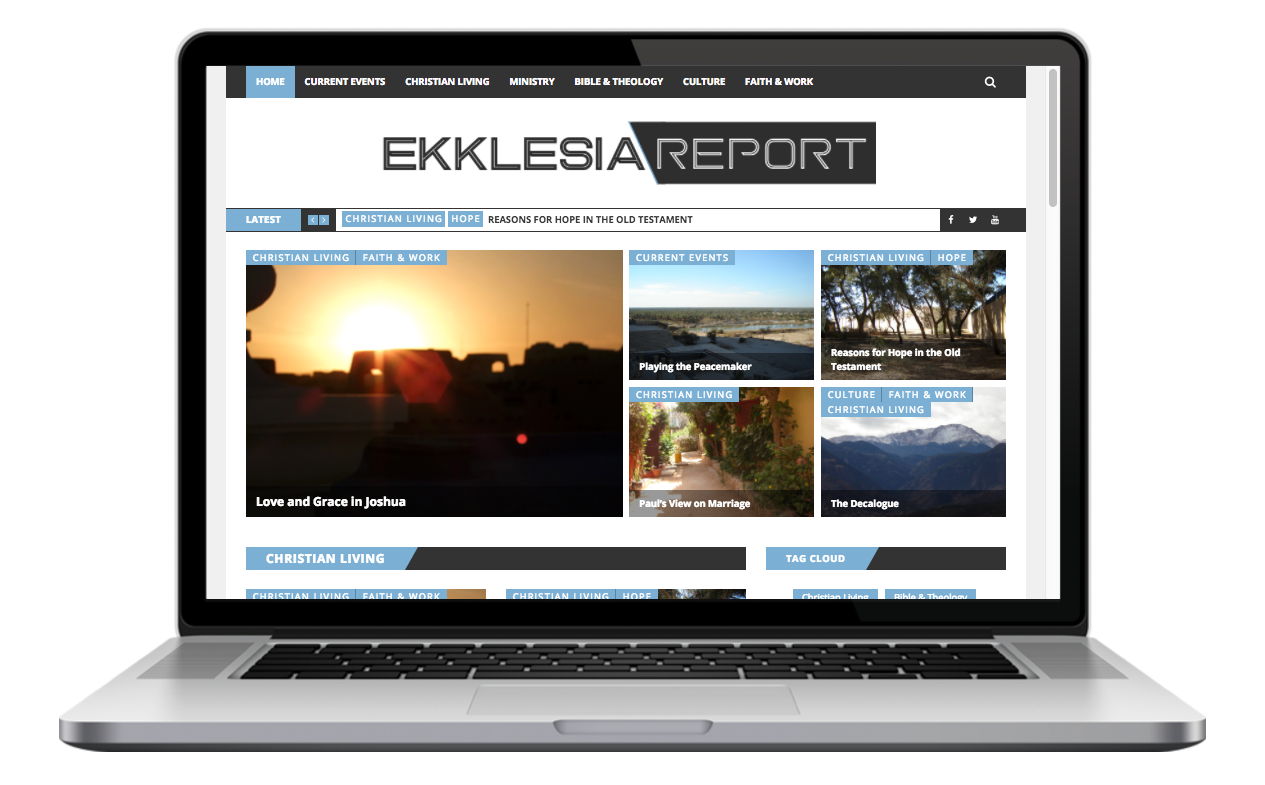 HOME CURRENT EVENTS CHRISTIAN LIVING MINISTRY BIBLE & THEOLOGY CULTURE FAITH & WORK
EKKLESIA REPORT
LATEST CHRISTIAN LIVING HOPE REASONS FOR HOPE IN THE OLD TESTAMENT
CHRISTIAN LIVING FAITH & WORK
Love and Grace in Joshua
CURRENT EVENTS
Playing the Peacemaker
CHRISTIAN LIVING HOPE
Reasons for Hope in the Old
Testament
CHRISTIAN LIVING
Paul's View on Marriage
CULTURE FAITH & WORK
CHRISTIAN LIVING
The Decalogue
CHRISTIAN LIVING
TAG CLOUD
CHRISTIAN LIVING FAITH & WORK
CHRISTIAN LIVING HOPE
Christian Living Bible & Theology